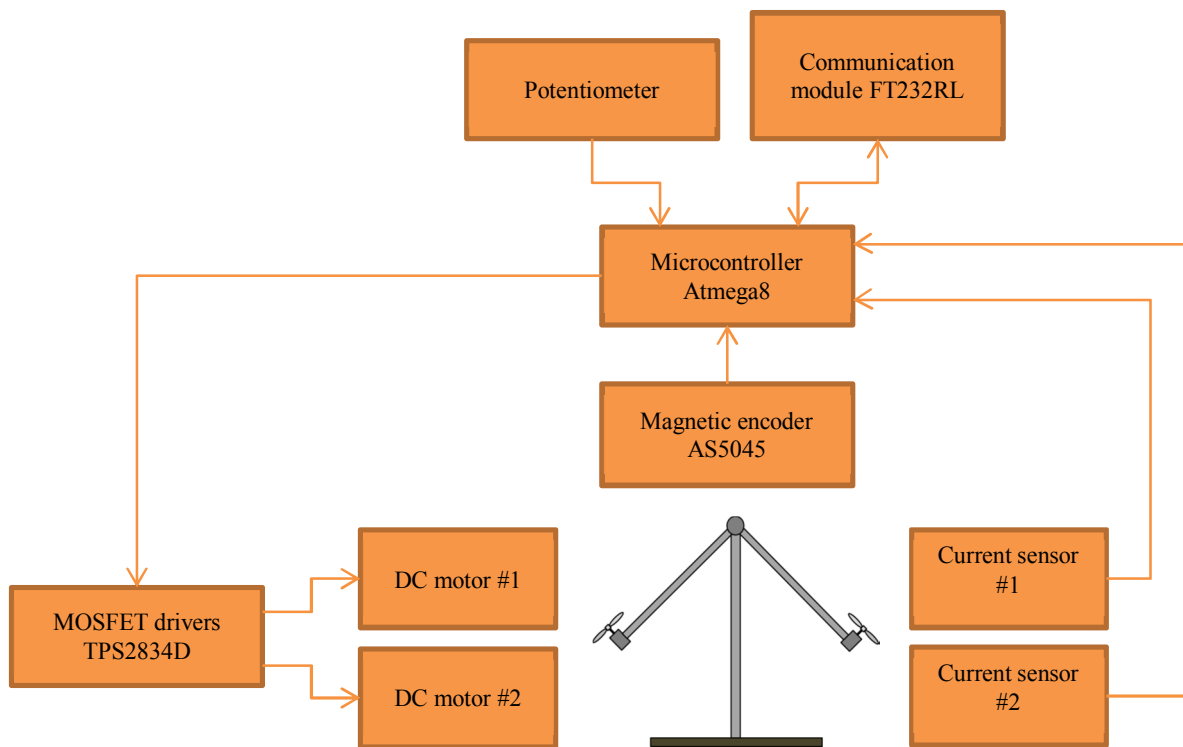 Potentiometer
Communication
module FT232RL
Microcontroller
Atmega8
Magnetic encoder
AS5045
MOSFET drivers
TPS2834D
DC motor #1
DC motor #2
Current sensor
#1
Current sensor
#2